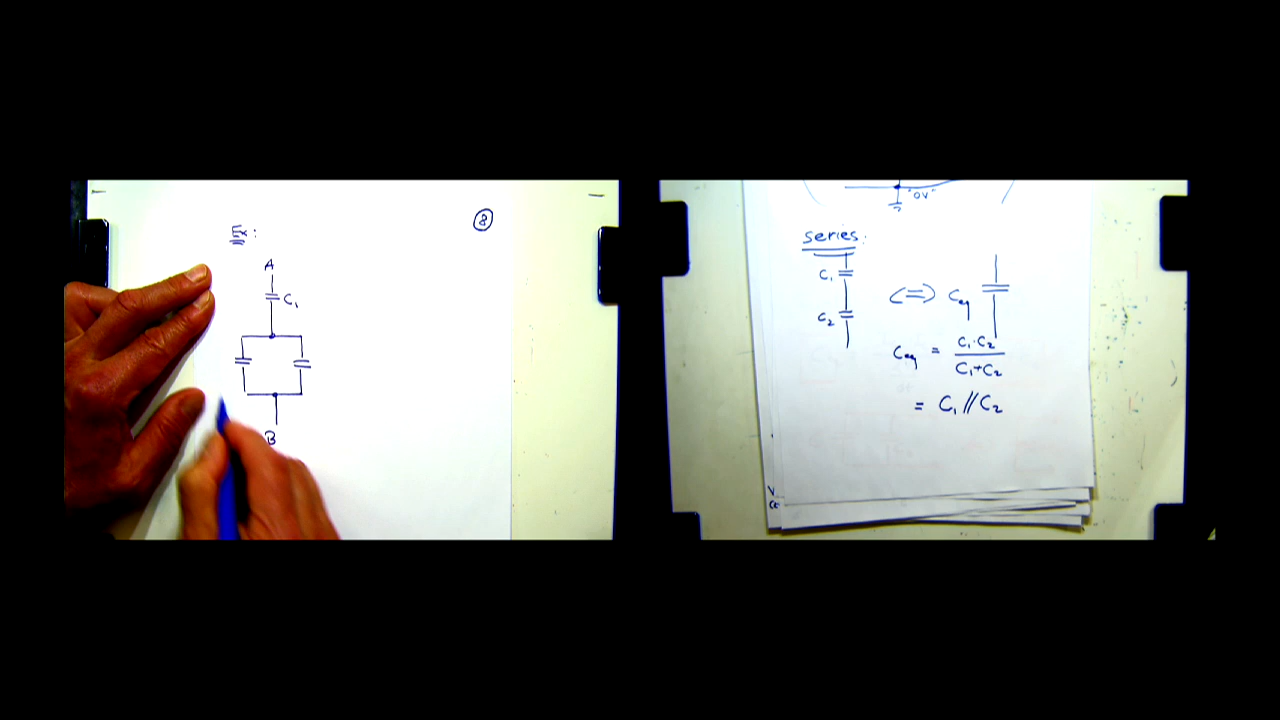 8
Ex:
A
C₁
B
"0V"
series:
C₁
<=> Ceq
C₂
Ceq = C₁·C₂ / C₁+C₂
= C₁//C₂